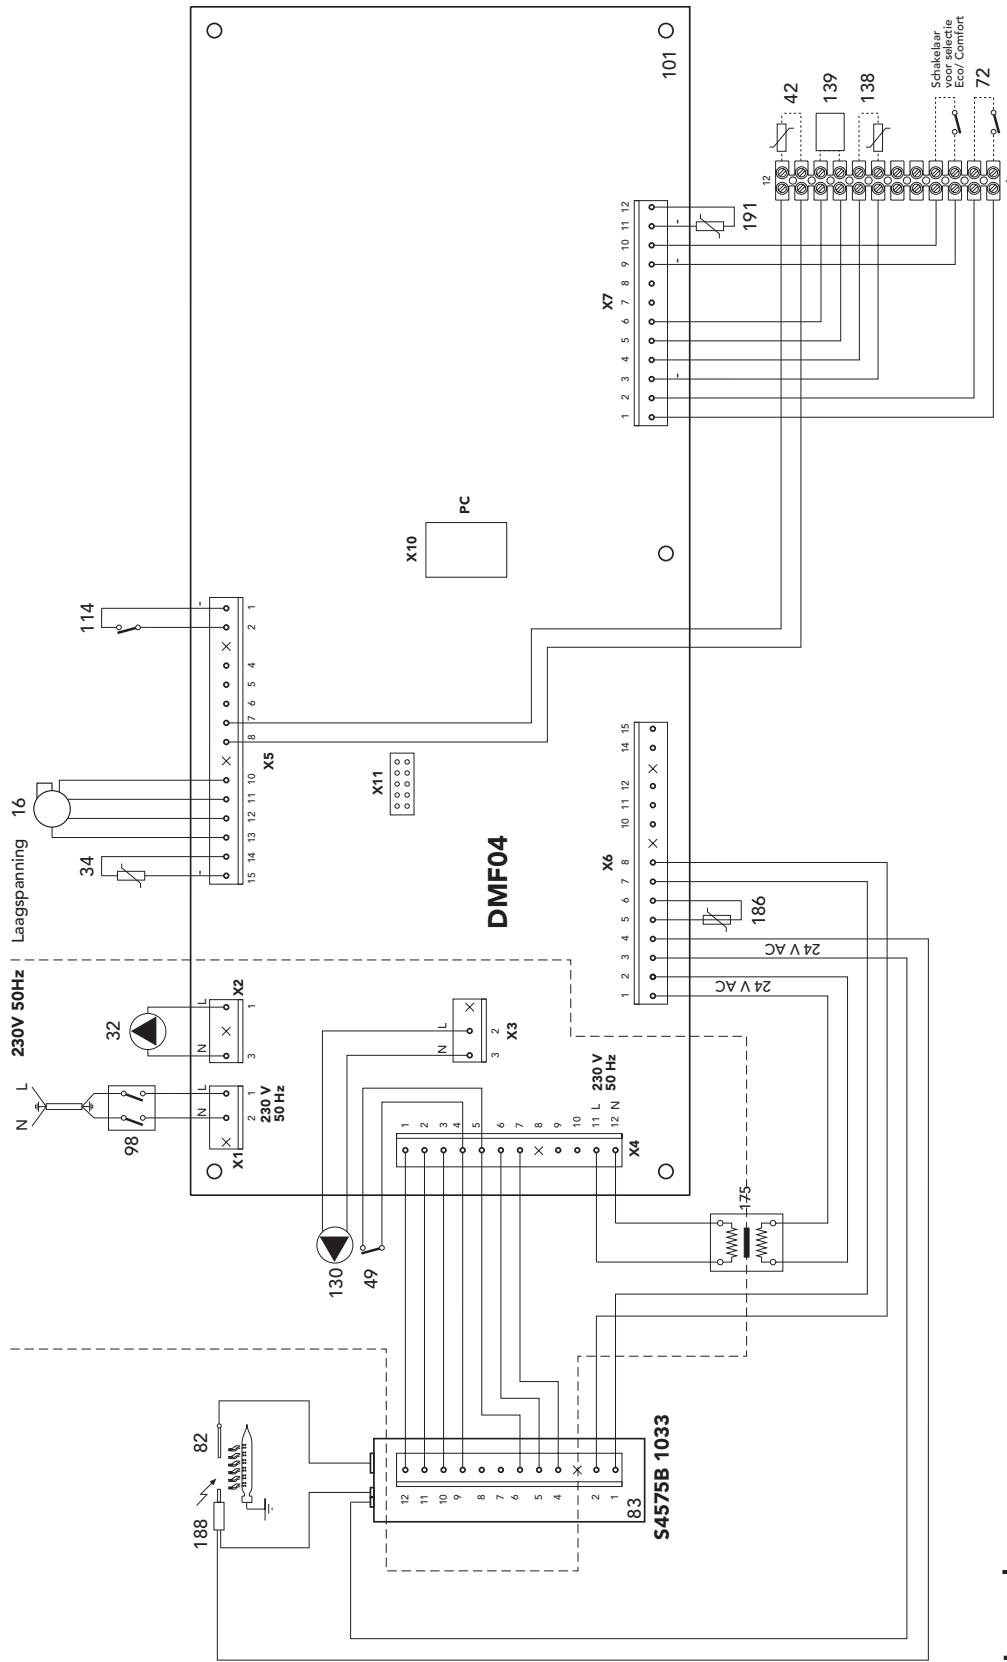 N L
230V 50Hz
Laagspanning
16
34
114
32
98
188
82
N L
N L
2 1
3 1
X1
X2
230 V
50 Hz
15 14 13 12 11 10 8 7 6 5 4 2 1
X5
130
49
X11
X10
PC
N L
3 2
X3
DMF04
12
11
10
9
8
7
6
5
4
2
1
83
S4575B 1033
1
2
3
4
5
6
7
8
9
10
11 L
12 N
230 V
50 Hz
X4
X6
1 2 3 4 5 6 7 8 10 11 12 14 15
X7
1 2 3 4 5 6 7 8 9 10 11 12
101
24 V AC
24 V AC
175
186
191
12
42
139
138
Schakelaar
voor selectie
Eco/ Comfort
72